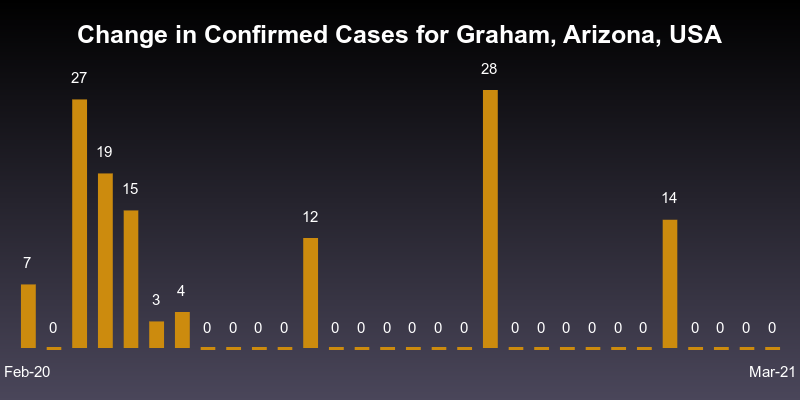 Change in Confirmed Cases for Graham, Arizona, USA
7 0 27 19 15 3 4 0 0 0 0 12 0 0 0 0 0 0 28 0 0 0 0 0 0 14 0 0 0 0
Feb-20 Mar-21